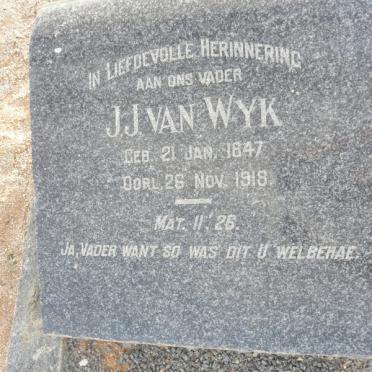 IN LIEFDEVOLLE HERINNERING
AAN ONS VADER
J.J. VAN WYK
GEB. 21 JAN. 1847
OORL. 26 NOV. 1918.
MAT. 11. 26.
JA, VADER WANT SO WAS DIT U WELBEHAE.